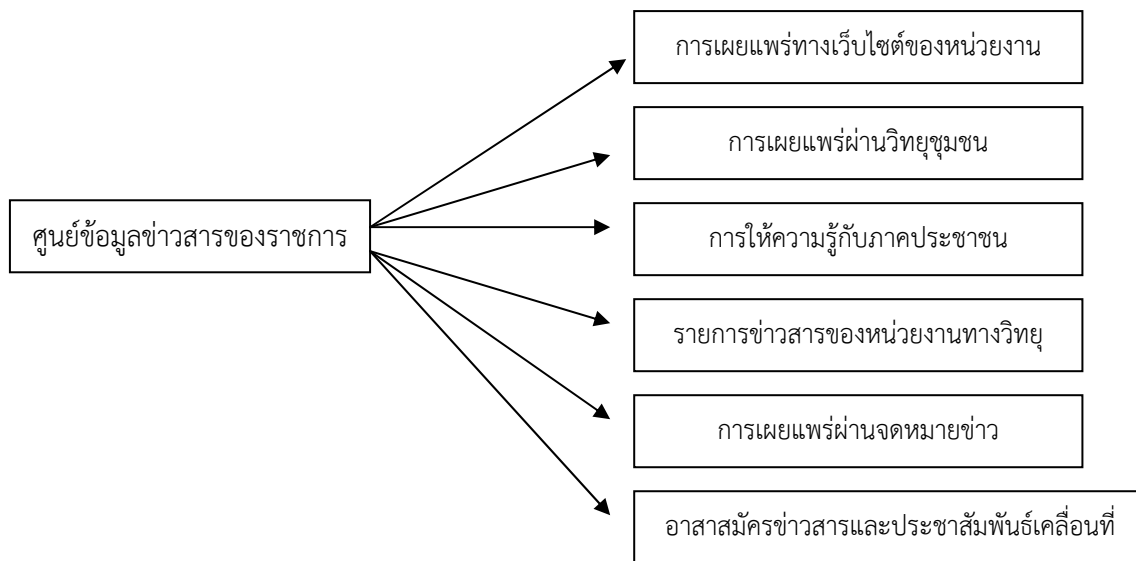 การเผยแพร่ทางเว็บไซต์ของหน่วยงาน
การเผยแพร่ผ่านวิทยุชุมชน
ศูนย์ข้อมูลข่าวสารของราชการ
การให้ความรู้กับภาคประชาชน
รายการข่าวสารของหน่วยงานทางวิทยุ
การเผยแพร่ผ่านจดหมายข่าว
อาสาสมัครข่าวสารและประชาสัมพันธ์เคลื่อนที่